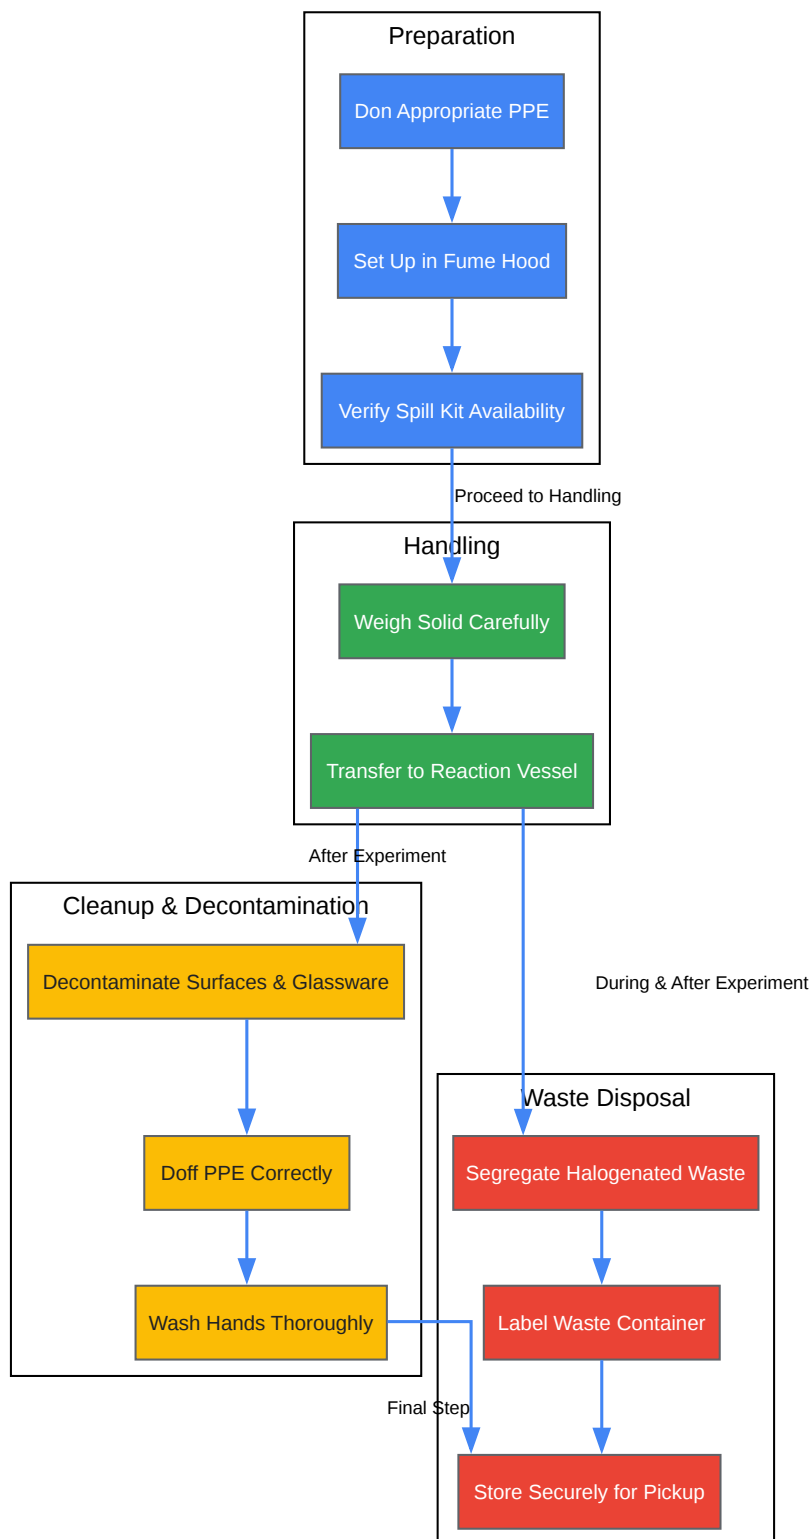 Preparation
Don Appropriate PPE
Set Up in Fume Hood
Verify Spill Kit Availability
Proceed to Handling
Handling
Weigh Solid Carefully
Transfer to Reaction Vessel
After Experiment
Cleanup & Decontamination
Decontaminate Surfaces & Glassware
During & After Experiment
Waste Disposal
Doff PPE Correctly
Segregate Halogenated Waste
Wash Hands Thoroughly
Label Waste Container
Final Step
Store Securely for Pickup